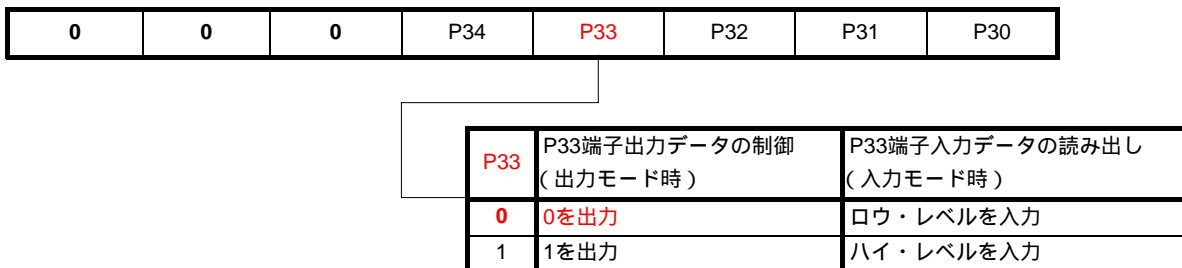 0 0 0 P34 P33 P32 P31 P30
P33 P33端子出力データの制御（出力モード時） P33端子入力データの読み出し（入力モード時）
0 0を出力 ロウ・レベルを入力
1 1を出力 ハイ・レベルを入力